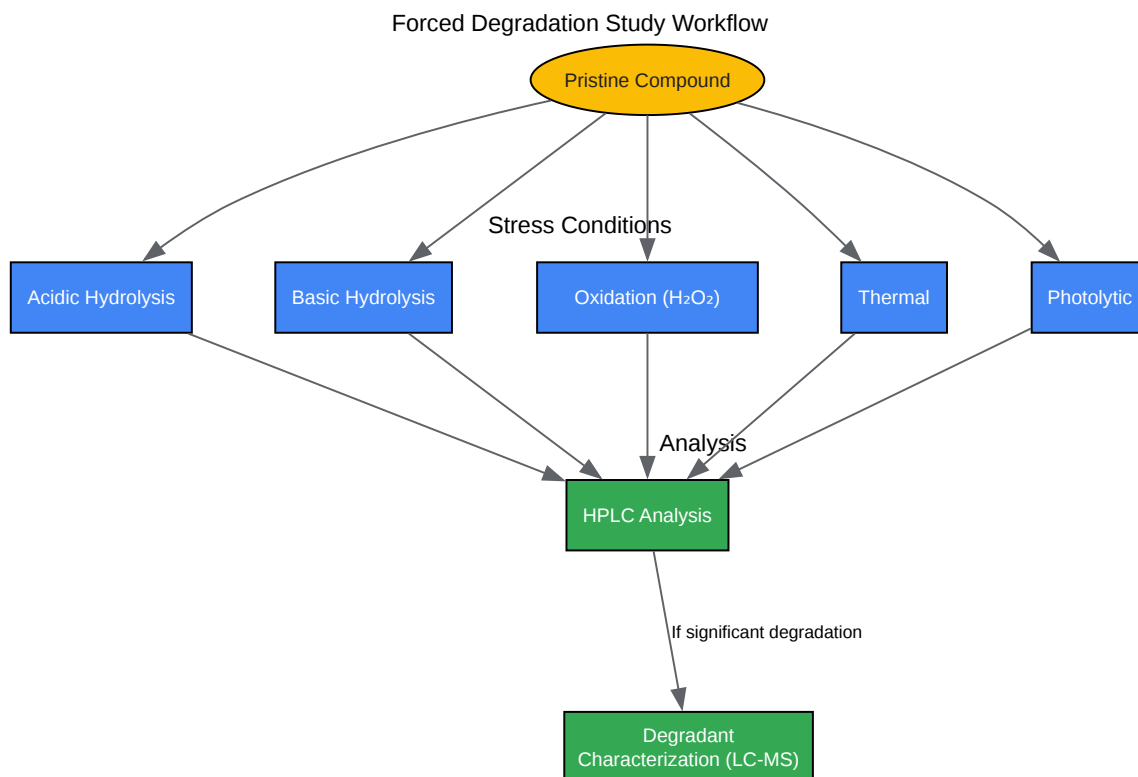 Forced Degradation Study Workflow
Pristine Compound
Stress Conditions
Acidic Hydrolysis
Basic Hydrolysis
Oxidation (H₂O₂)
Thermal
Photolytic
Analysis
HPLC Analysis
If significant degradation
Degradant
Characterization (LC-MS)